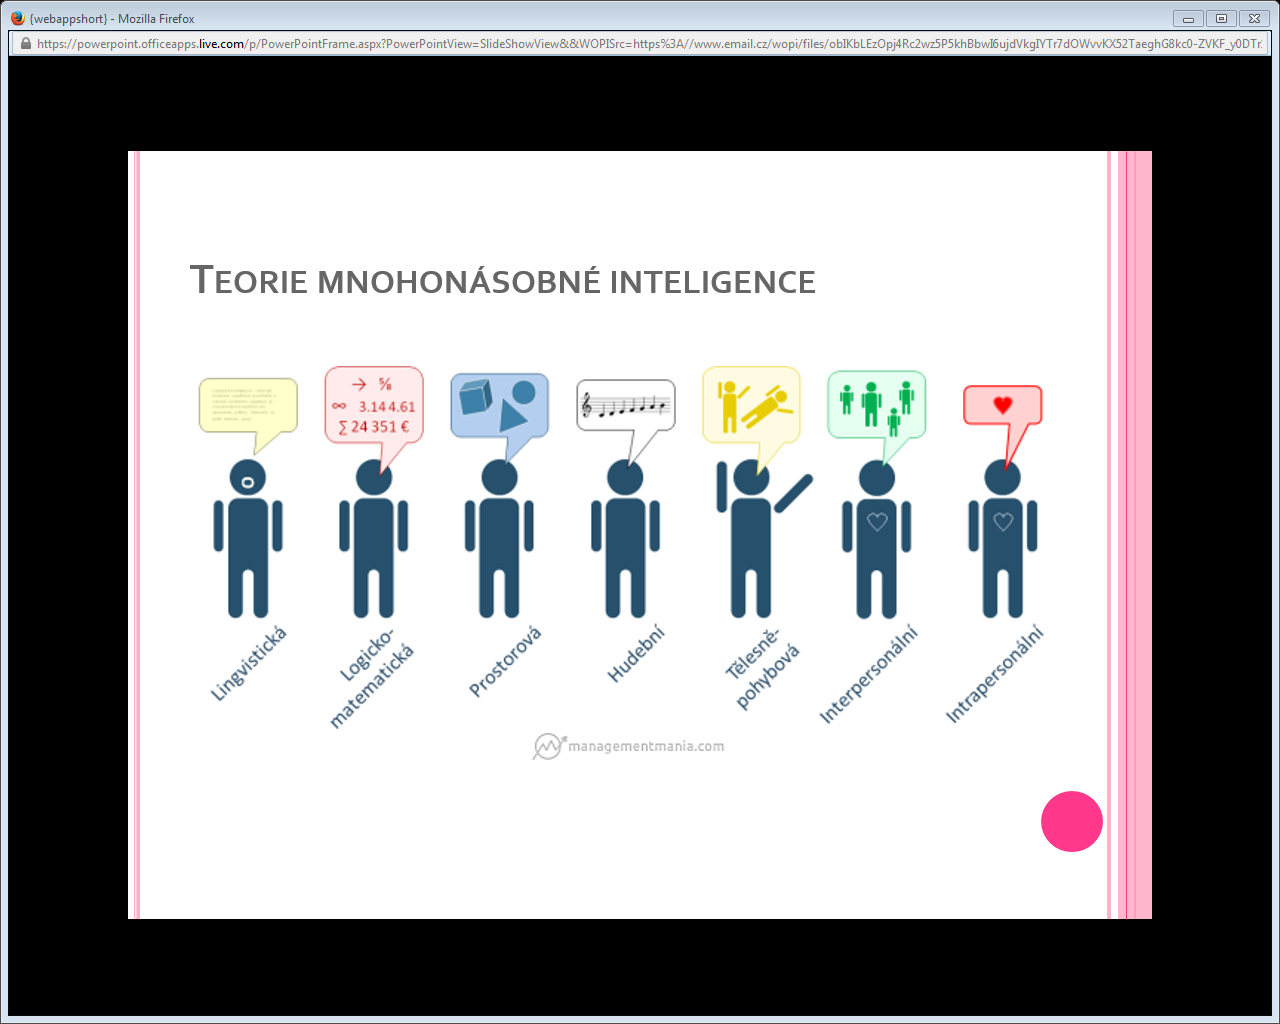 {webappshort} - Mozilla Firefox
https://powerpoint.officeapps.live.com/p/PowerPointFrame.aspx?PowerPointView=SlideShowView&&WOPISrc=https%3A//www.email.cz/wopi/files/
TEORIE MNOHONÁSOBNÉ INTELIGENCE
→ %
∞ 3.14 4.61
∑ 24 351 €
Lingvistická
Logicko-
matematická
Prostorová
Hudební
Tělesně-
pohybová
Interpersonální
Intrapersonální
managementmania.com